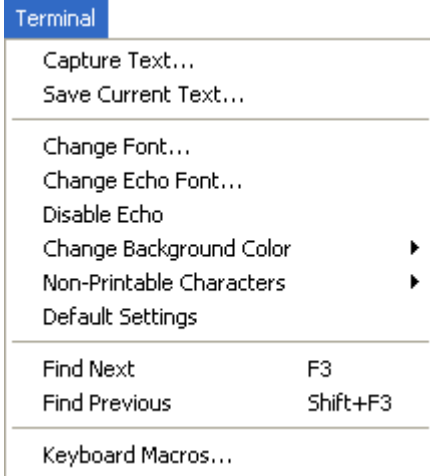 Terminal
Capture Text...
Save Current Text...
Change Font...
Change Echo Font...
Disable Echo
Change Background Color
Non-Printable Characters
Default Settings
Find Next F3
Find Previous Shift+F3
Keyboard Macros...